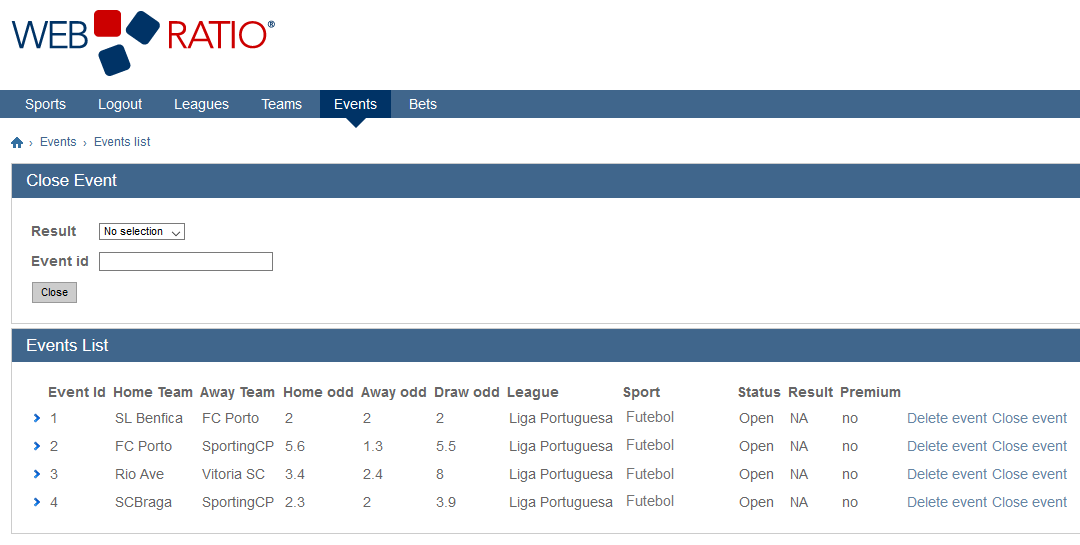 WEB RATIO®
Sports Logout Leagues Teams Events Bets
› Events › Events list
Close Event
Result No selection
Event id
Close
Events List
Event Id Home Team Away Team Home odd Away odd Draw odd League Sport Status Result Premium
1 SL Benfica FC Porto 2 2 2 Liga Portuguesa Futebol Open NA no Delete event Close event
2 FC Porto SportingCP 5.6 1.3 5.5 Liga Portuguesa Futebol Open NA no Delete event Close event
3 Rio Ave Vitoria SC 3.4 2.4 8 Liga Portuguesa Futebol Open NA no Delete event Close event
4 SCBraga SportingCP 2.3 2 3.9 Liga Portuguesa Futebol Open NA no Delete event Close event